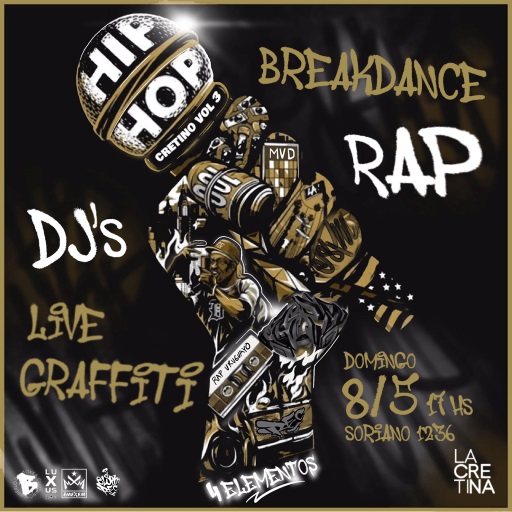 HIP
HOP
CRETINO VOL 3
BREAKDANCE
MVD
RAP
DJ's
LIVE
GRAFFITI
RAP URUGUAYO
DOMINGO
8/5 17 HS
SORIANO 1236
4 ELEMENTOS
B
LUXUS
LA
CRE
TINA